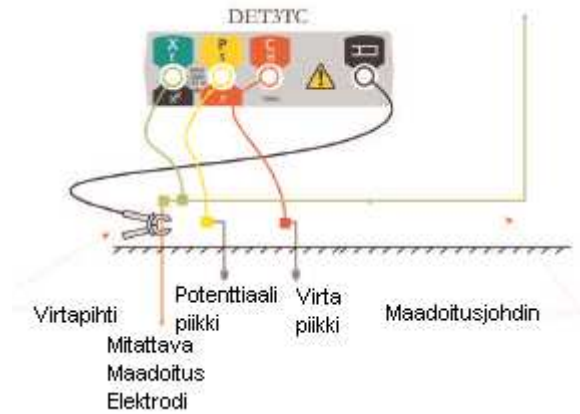 DET3TC
X
P
C
Virtapihti
Potenttiaali
piikki
Virta
piikki
Maadoitusjohdin
Mitattava
Maadoitus
Elektrodi